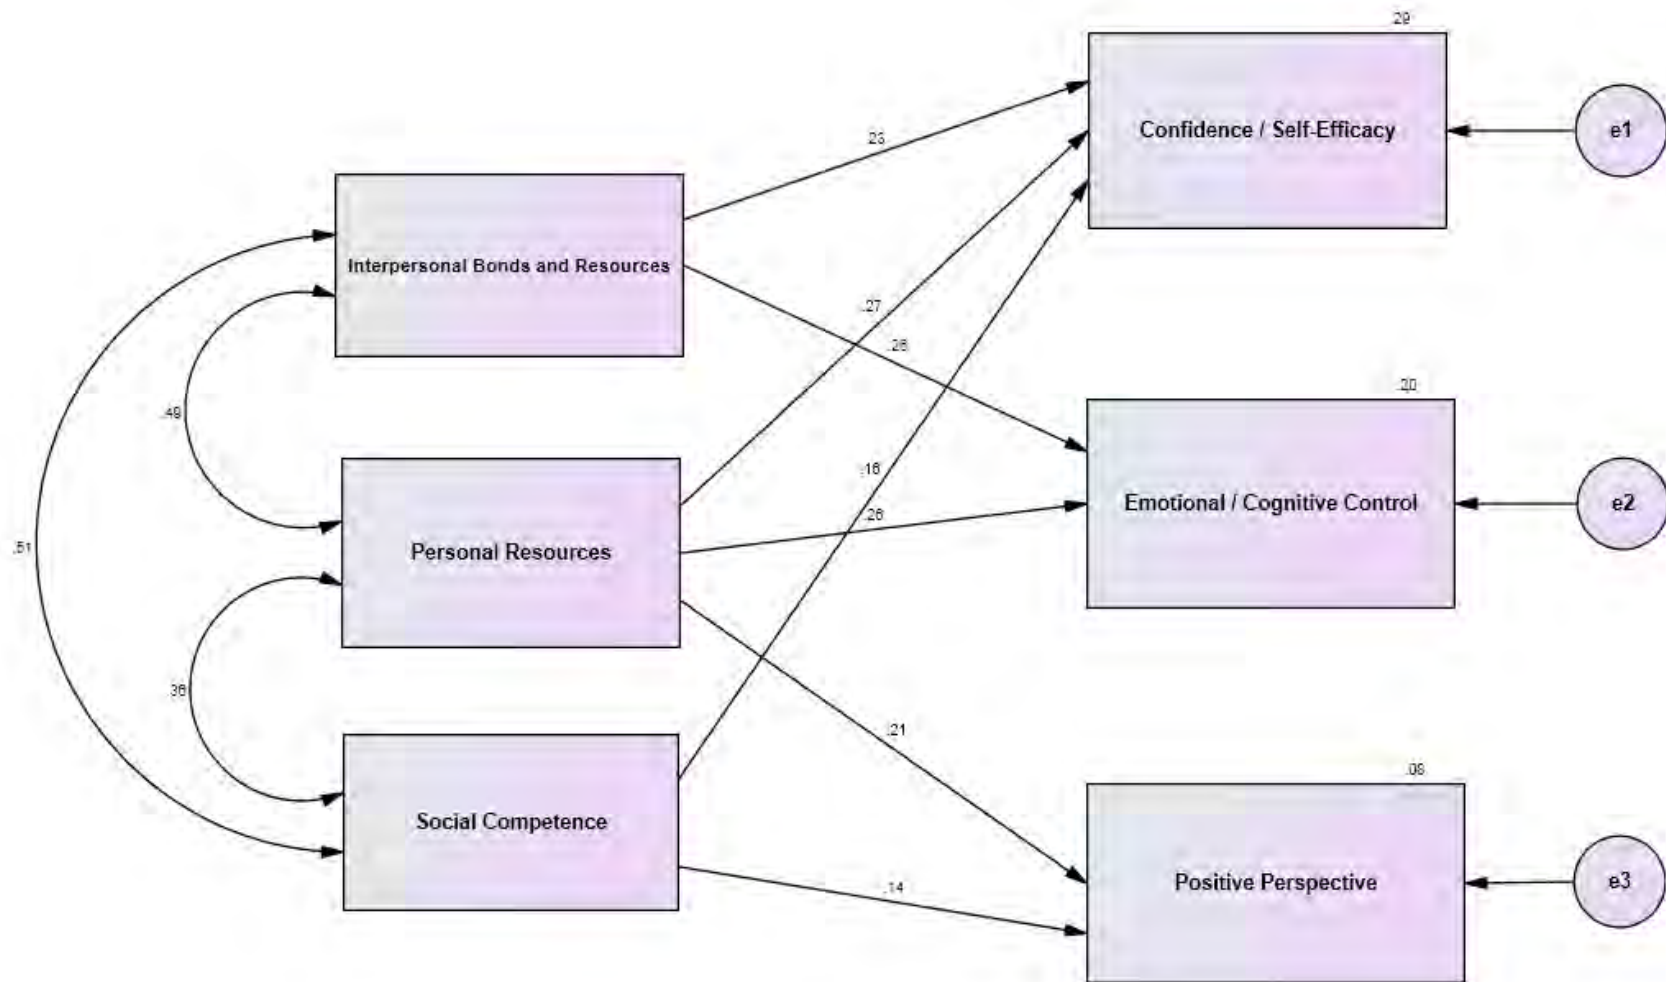 .29
Confidence / Self-Efficacy
e1
.23
Interpersonal Bonds and Resources
.27
.26
.49
.20
.16
.26
Emotional / Cognitive Control
e2
.51
Personal Resources
.21
.08
Social Competence
.14
Positive Perspective
e3